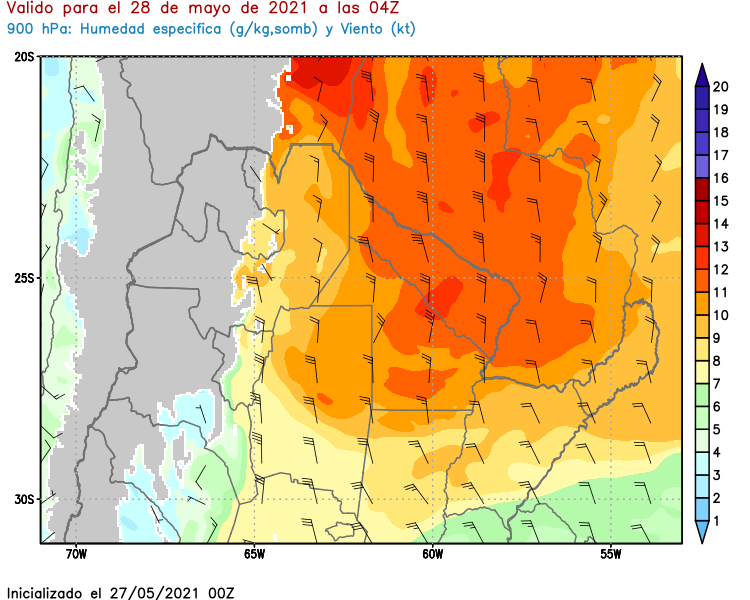 Valido para el 28 de mayo de 2021 a las 04Z
900 hPa: Humedad especifica (g/kg,somb) y Viento (kt)
20S
25S
30S
70W
65W
60W
55W
20
19
18
17
16
15
14
13
12
11
10
9
8
7
6
5
4
3
2
1
Inicializado el 27/05/2021 00Z